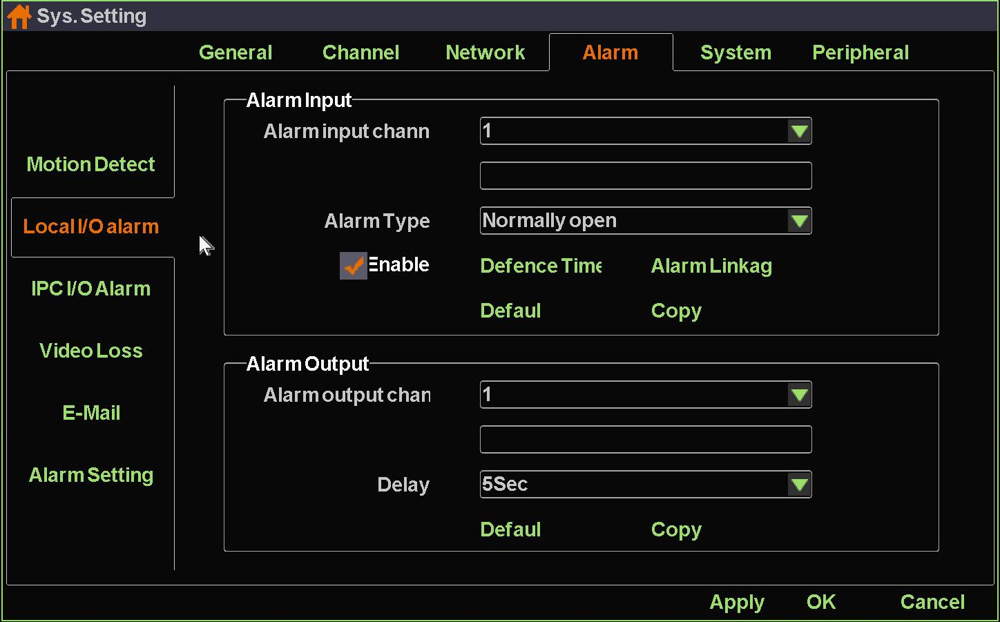 Sys. Setting
General Channel Network Alarm System Peripheral
Motion Detect
Local I/O alarm
IPC I/O Alarm
Video Loss
E-Mail
Alarm Setting
Alarm Input
Alarm input chann 1
Alarm Type Normally open
Enable Defence Time Alarm Linkag
Defaul Copy
Alarm Output
Alarm output chan 1
Delay 5Sec
Defaul Copy
Apply OK Cancel